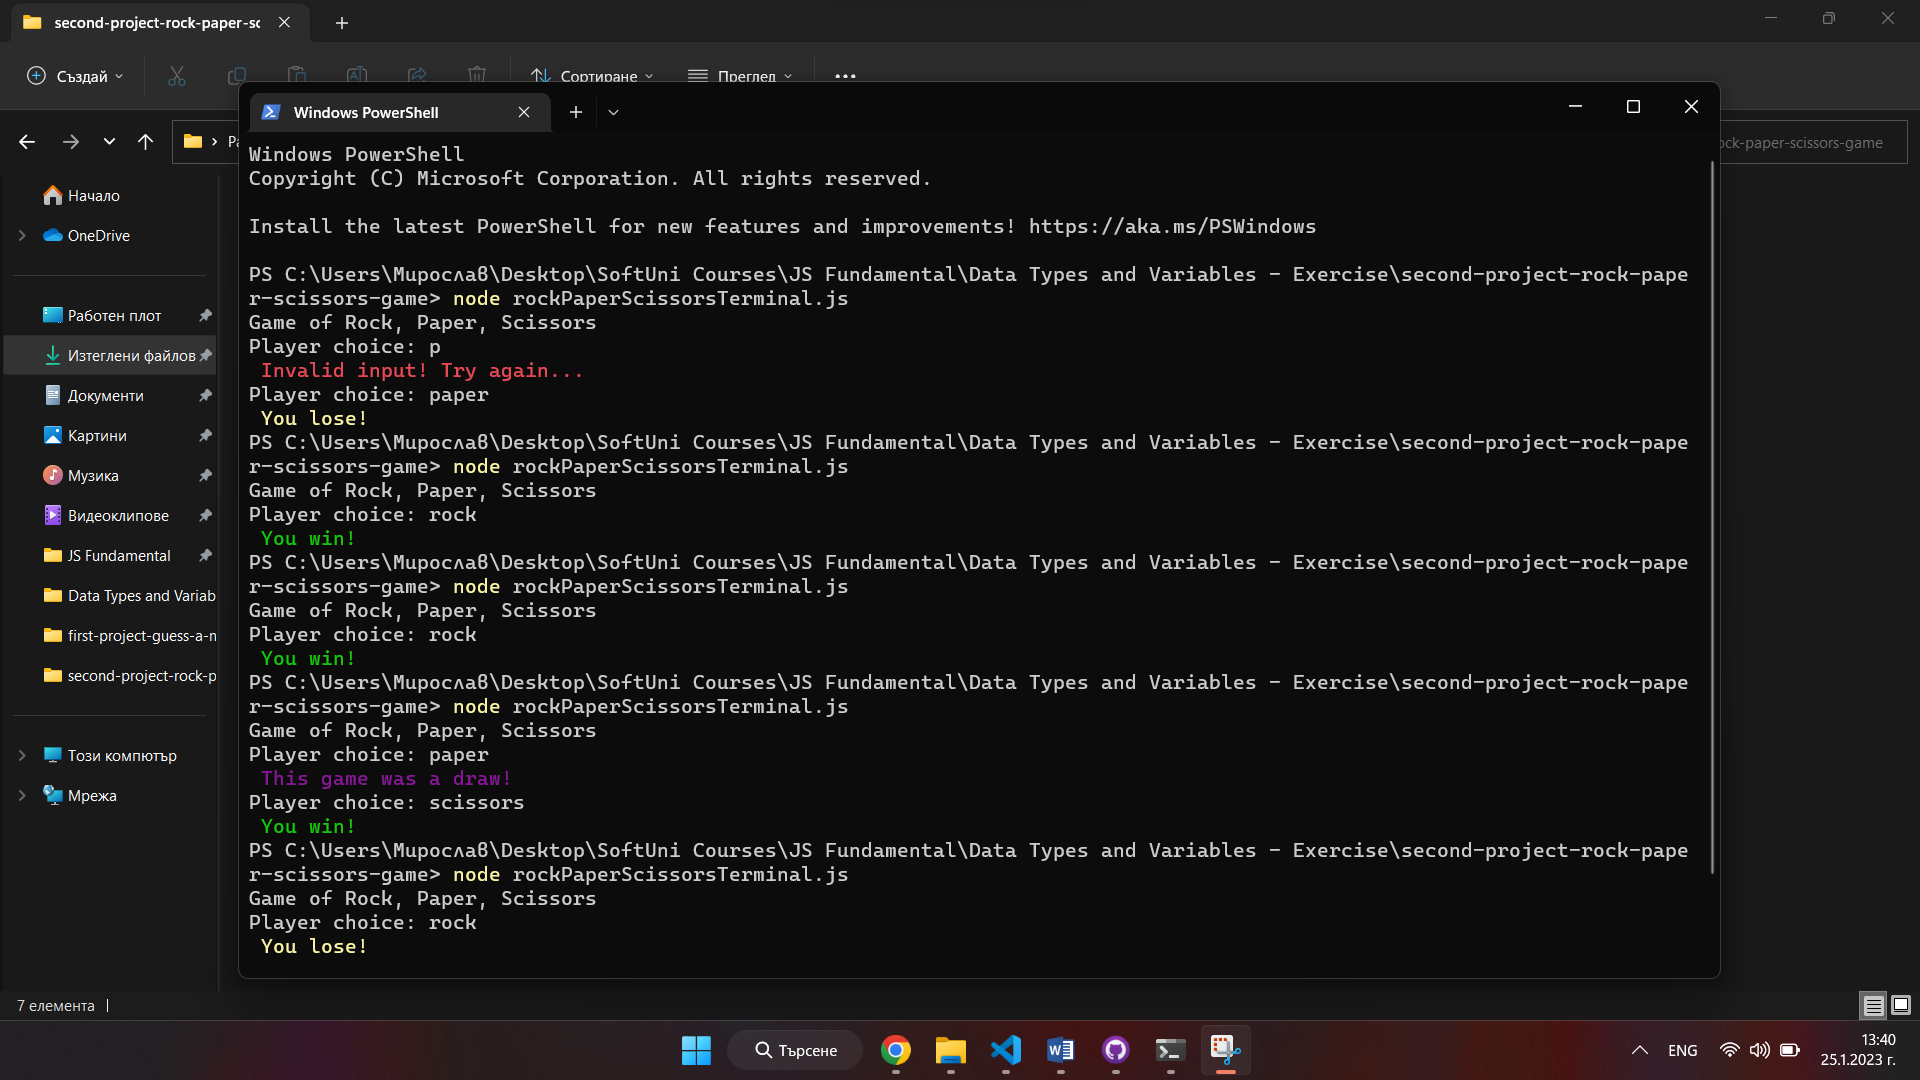 second-project-rock-paper-sc
Създай
Сортиране
Преглед
Windows PowerShell
ock-paper-scissors-game
Начало
OneDrive
Работен плот
Изтеглени файлов
Документи
Картини
Музика
Видеоклипове
JS Fundamental
Data Types and Variab
first-project-guess-a-n
second-project-rock-p
Този компютър
Мрежа
Windows PowerShell
Copyright (C) Microsoft Corporation. All rights reserved.
Install the latest PowerShell for new features and improvements! https://aka.ms/PSWindows
PS C:\Users\Мирослав\Desktop\SoftUni Courses\JS Fundamental\Data Types and Variables - Exercise\second-project-rock-pape
r-scissors-game> node rockPaperScissorsTerminal.js
Game of Rock, Paper, Scissors
Player choice: p
Invalid input! Try again...
Player choice: paper
You lose!
PS C:\Users\Мирослав\Desktop\SoftUni Courses\JS Fundamental\Data Types and Variables - Exercise\second-project-rock-pape
r-scissors-game> node rockPaperScissorsTerminal.js
Game of Rock, Paper, Scissors
Player choice: rock
You win!
PS C:\Users\Мирослав\Desktop\SoftUni Courses\JS Fundamental\Data Types and Variables - Exercise\second-project-rock-pape
r-scissors-game> node rockPaperScissorsTerminal.js
Game of Rock, Paper, Scissors
Player choice: rock
You win!
PS C:\Users\Мирослав\Desktop\SoftUni Courses\JS Fundamental\Data Types and Variables - Exercise\second-project-rock-pape
r-scissors-game> node rockPaperScissorsTerminal.js
Game of Rock, Paper, Scissors
Player choice: paper
This game was a draw!
Player choice: scissors
You win!
PS C:\Users\Мирослав\Desktop\SoftUni Courses\JS Fundamental\Data Types and Variables - Exercise\second-project-rock-pape
r-scissors-game> node rockPaperScissorsTerminal.js
Game of Rock, Paper, Scissors
Player choice: rock
You lose!
7 елемента
Търсене
ENG
13:40
25.1.2023 г.